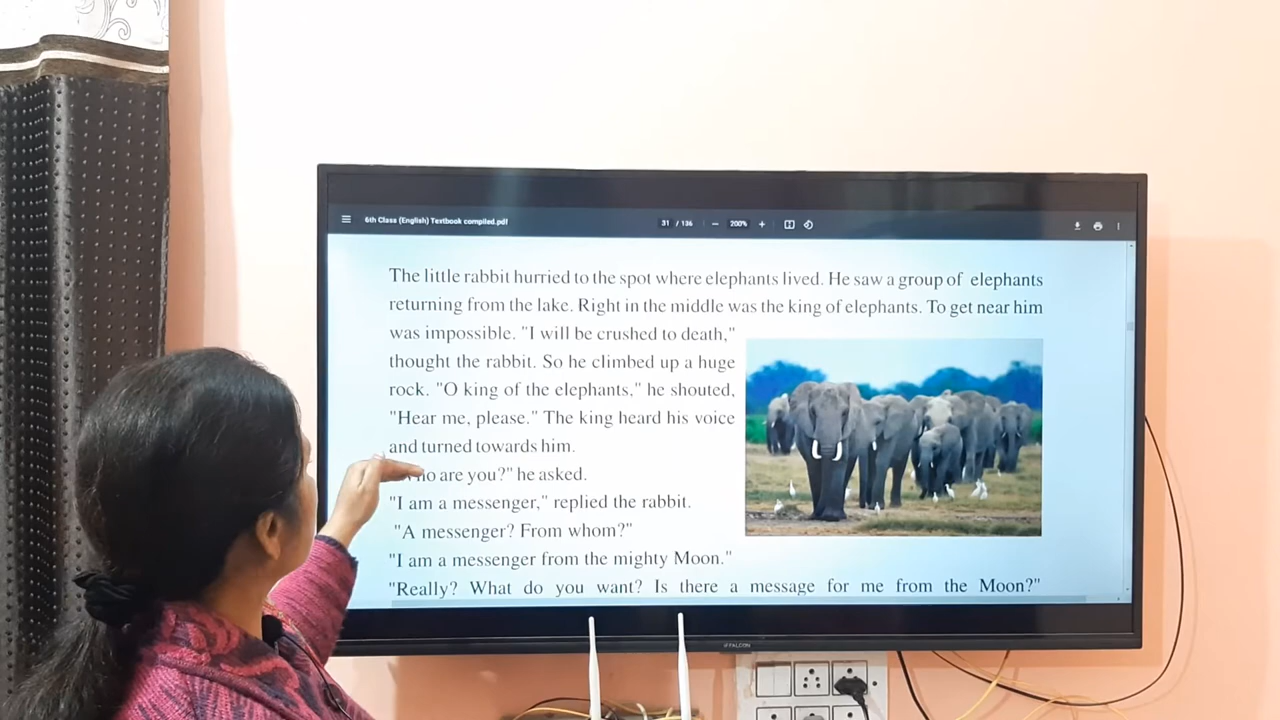 6th Class (English) Textbook compiled.pdf
31 / 136
200%
The little rabbit hurried to the spot where elephants lived. He saw a group of elephants
returning from the lake. Right in the middle was the king of elephants. To get near him
was impossible. "I will be crushed to death,"
thought the rabbit. So he climbed up a huge
rock. "O king of the elephants," he shouted,
"Hear me, please." The king heard his voice
and turned towards him.
are you?" he asked.
"I am a messenger," replied the rabbit.
"A messenger? From whom?"
"I am a messenger from the mighty Moon."
"Really? What do you want? Is there a message for me from the Moon?"
FALCON